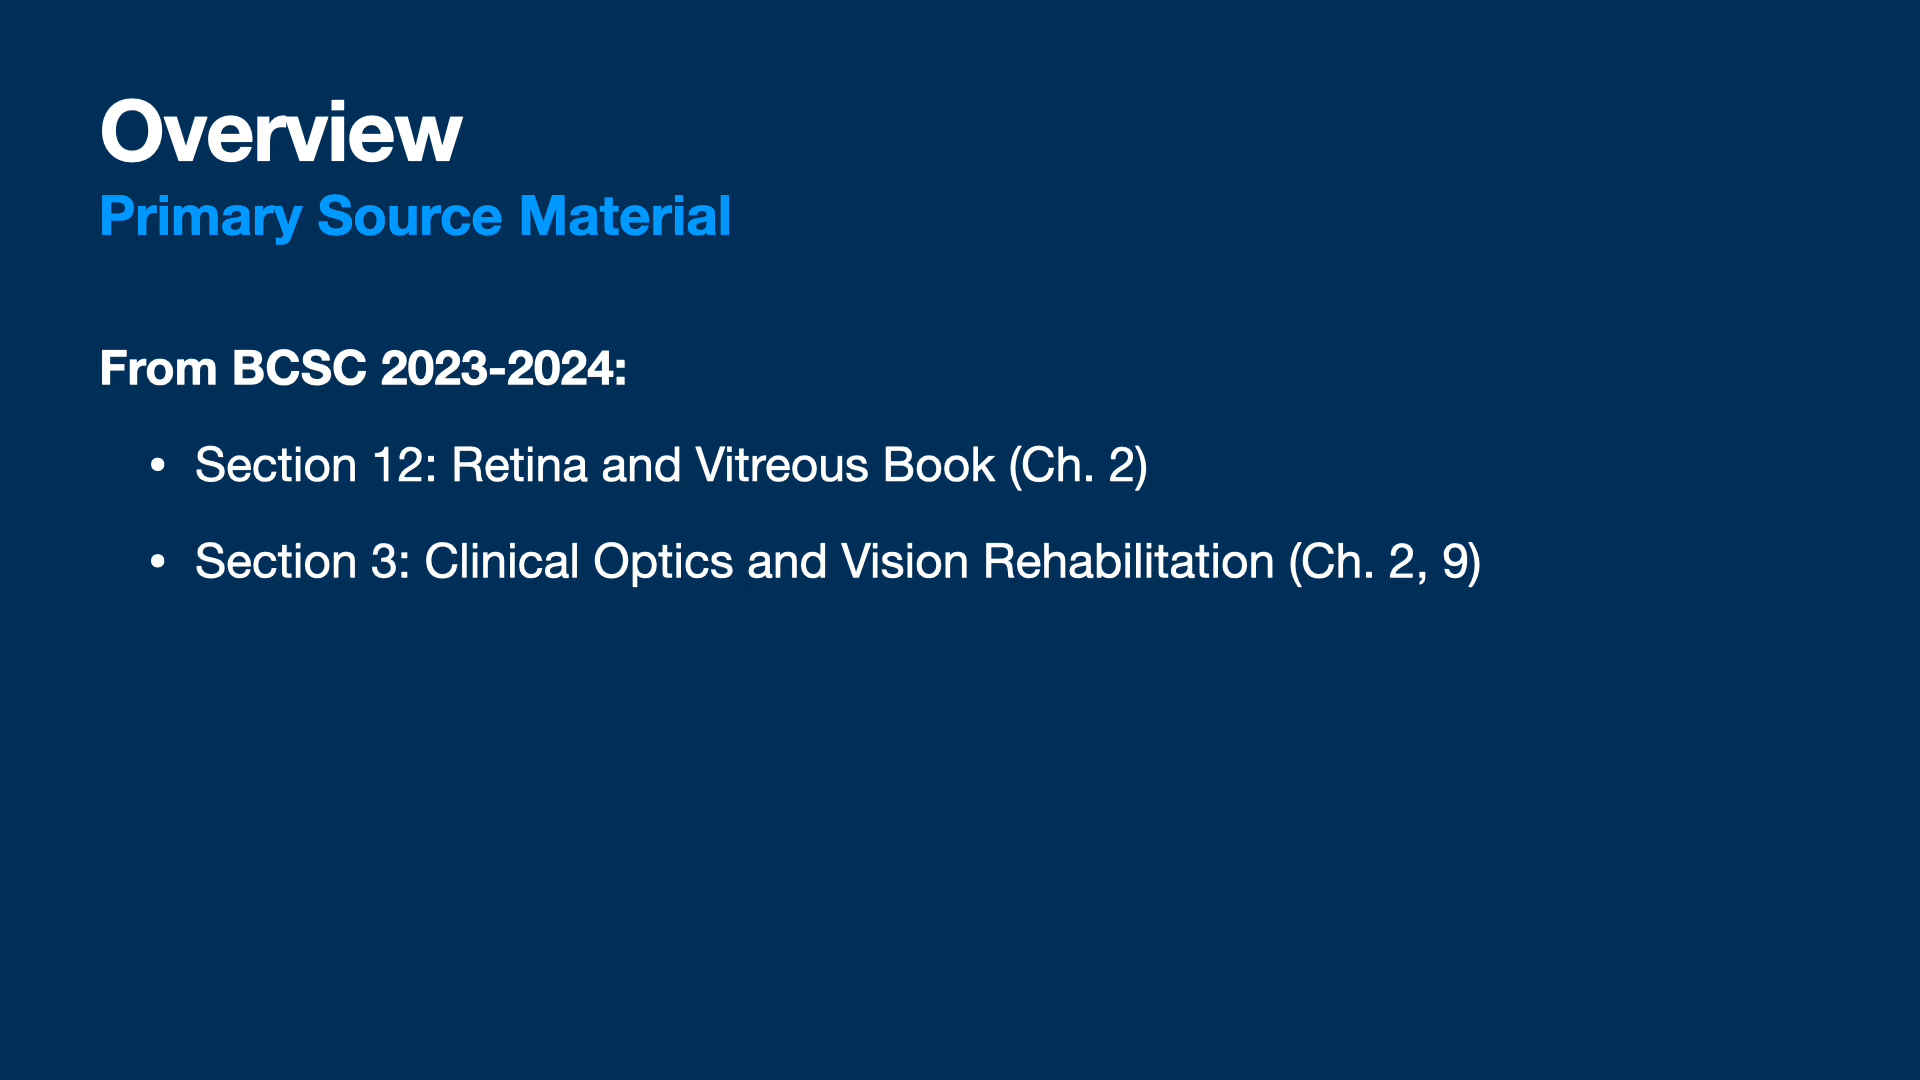 Overview
Primary Source Material
From BCSC 2023-2024:
• Section 12: Retina and Vitreous Book (Ch. 2)
• Section 3: Clinical Optics and Vision Rehabilitation (Ch. 2, 9)